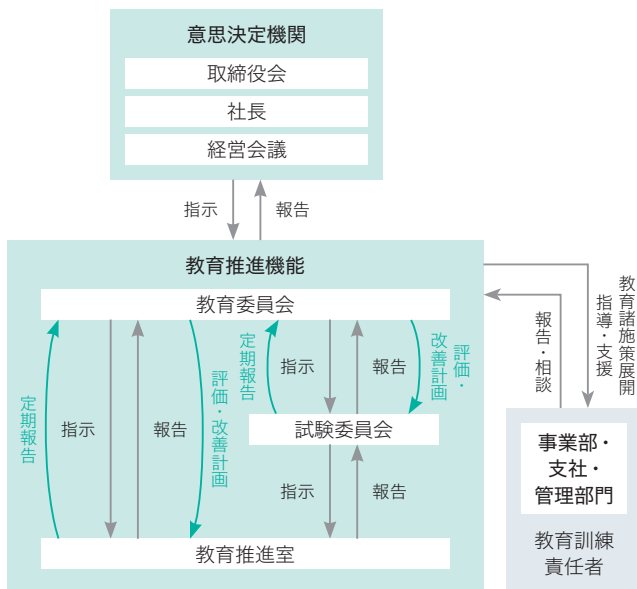 意思決定機関
取締役会
社長
経営会議
指示
報告
教育推進機能
教育委員会
定期報告
指示
報告
評価・改善計画
定期報告
指示
報告
評価・
改善計画
試験委員会
指示
報告
教育推進室
教育諸施策展開
指導・支援
報告・相談
事業部・
支社・
管理部門
教育訓練
責任者